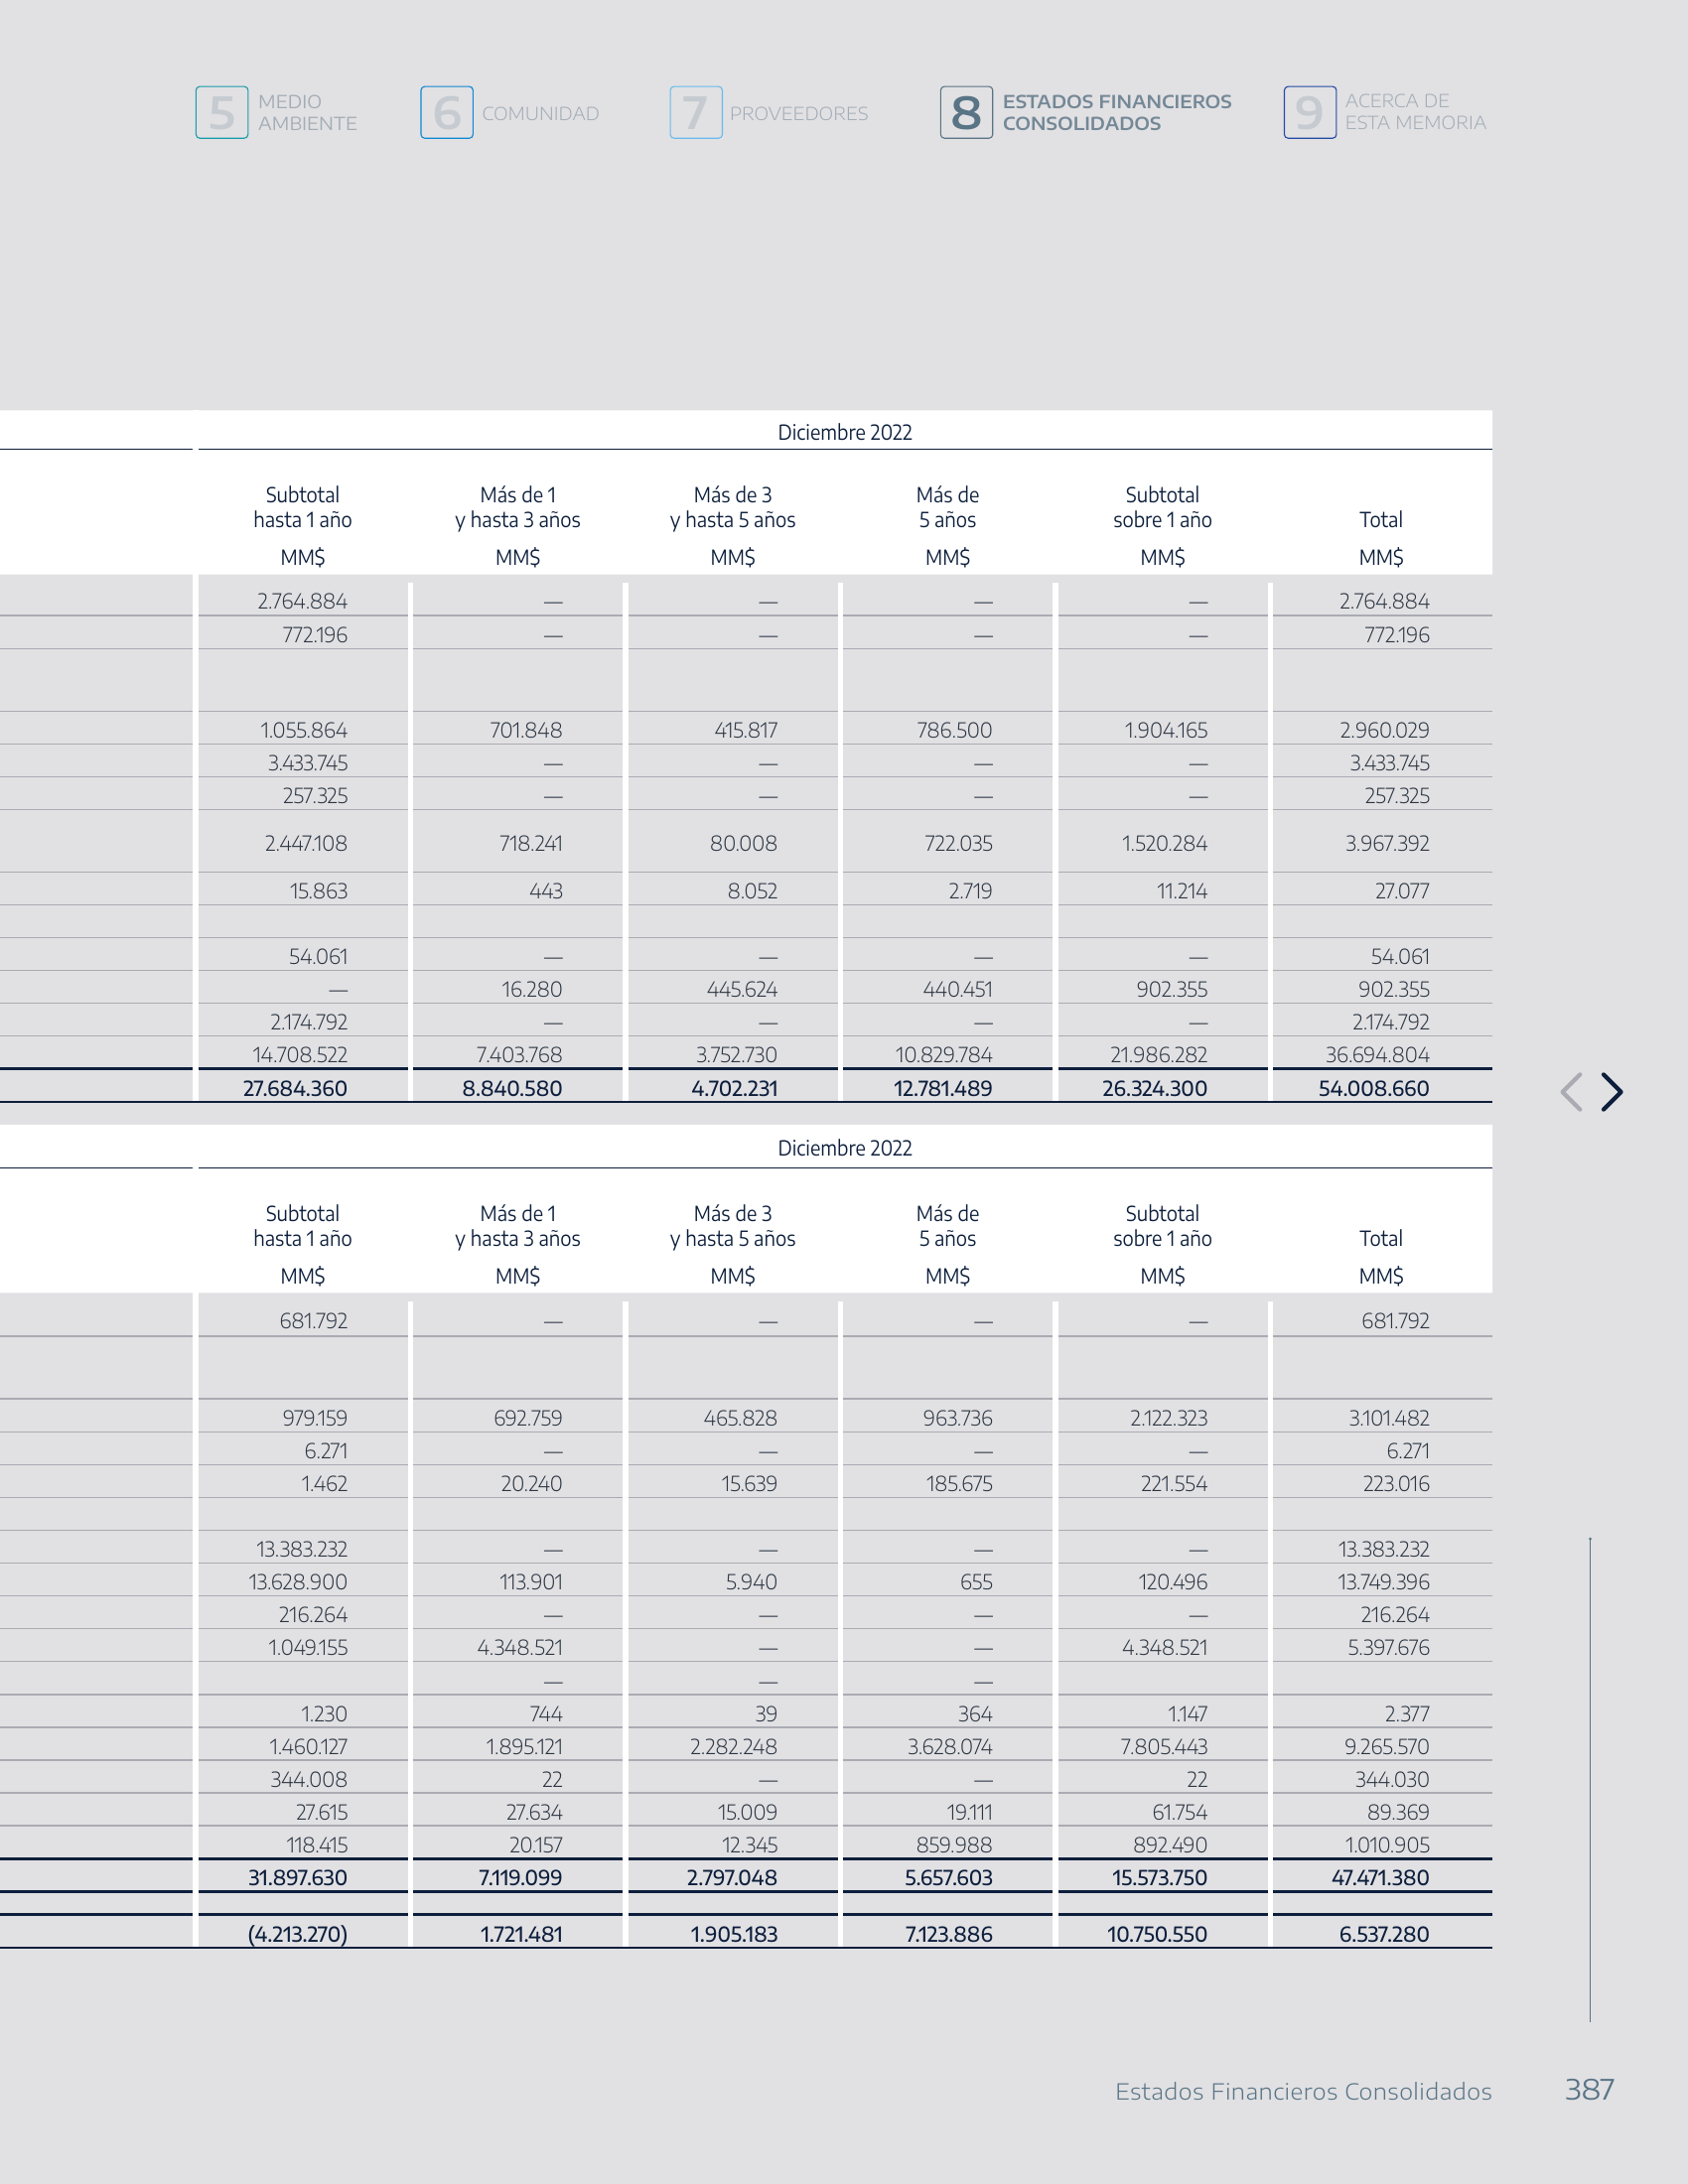 5 MEDIO AMBIENTE
6 COMUNIDAD
7 PROVEEDORES
8 ESTADOS FINANCIEROS CONSOLIDADOS
9 ACERCA DE ESTA MEMORIA
Diciembre 2022
Subtotal hasta 1 año Más de 1 y hasta 3 años Más de 3 y hasta 5 años Más de 5 años Subtotal sobre 1 año Total
MM$ MM$ MM$ MM$ MM$ MM$
2.764.884 — — — — 2.764.884
772.196 — — — — 772.196
1.055.864 701.848 415.817 786.500 1.904.165 2.960.029
3.433.745 — — — — 3.433.745
257.325 — — — — 257.325
2.447.108 718.241 80.008 722.035 1.520.284 3.967.392
15.863 443 8.052 2.719 11.214 27.077
54.061 — — — — 54.061
— 16.280 445.624 440.451 902.355 902.355
2.174.792 — — — — 2.174.792
14.708.522 7.403.768 3.752.730 10.829.784 21.986.282 36.694.804
27.684.360 8.840.580 4.702.231 12.781.489 26.324.300 54.008.660
Diciembre 2022
Subtotal hasta 1 año Más de 1 y hasta 3 años Más de 3 y hasta 5 años Más de 5 años Subtotal sobre 1 año Total
MM$ MM$ MM$ MM$ MM$ MM$
681.792 — — — — 681.792
979.159 692.759 465.828 963.736 2.122.323 3.101.482
6.271 — — — — 6.271
1.462 20.240 15.639 185.675 221.554 223.016
13.383.232 — — — — 13.383.232
13.628.900 113.901 5.940 655 120.496 13.749.396
216.264 — — — — 216.264
1.049.155 4.348.521 — — 4.348.521 5.397.676
— — —
1.230 744 39 364 1.147 2.377
1.460.127 1.895.121 2.282.248 3.628.074 7.805.443 9.265.570
344.008 22 — — 22 344.030
27.615 27.634 15.009 19.111 61.754 89.369
118.415 20.157 12.345 859.988 892.490 1.010.905
31.897.630 7.119.099 2.797.048 5.657.603 15.573.750 47.471.380
(4.213.270) 1.721.481 1.905.183 7.123.886 10.750.550 6.537.280
Estados Financieros Consolidados 387